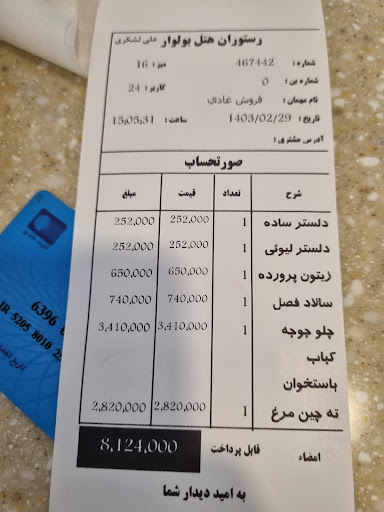 رستوران هتل بولوار علی لشکری
شماره : 467442 میز : 16
شماره بن : 0 کاربر : 24
نام مهمان : فروش عادی
تاریخ : 1403/02/29 ساعت : 15:05:31
آدرس مشتری :
صورتحساب
شرح تعداد قیمت مبلغ
دلستر ساده 1 252,000 252,000
دلستر لیوئی 1 252,000 252,000
زیتون پرورده 1 650,000 650,000
سالاد فصل 1 740,000 740,000
چلو جوجه 1 3,410,000 3,410,000
کباب
باستخوان
ته چین مرغ 1 2,820,000 2,820,000
امضاء قابل پرداخت 8,124,000
به امید دیدار شما
6396
IR 5205 8010